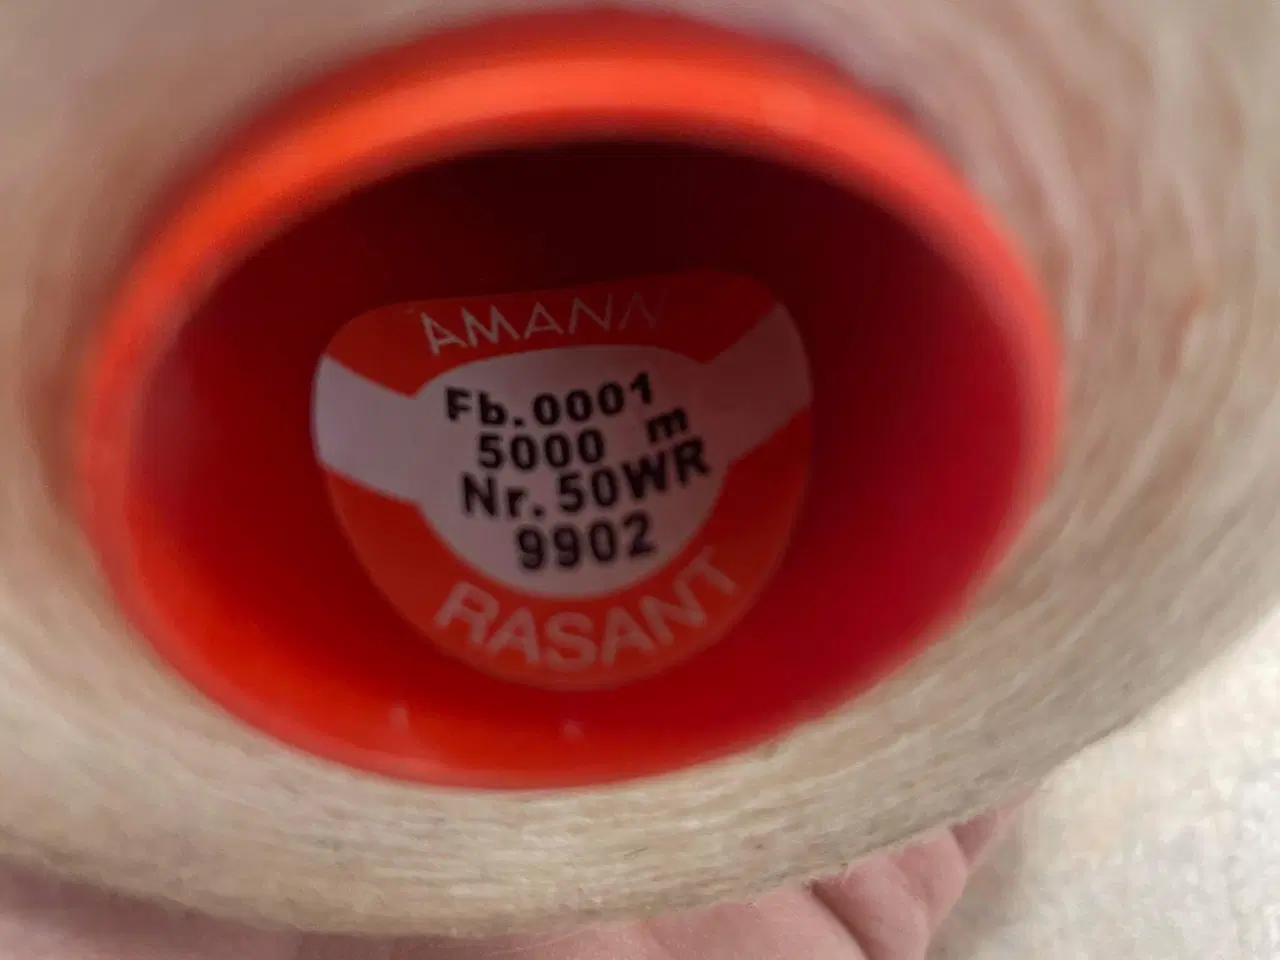 AMANN
Fb.0001
5000 m
Nr.50WR
9902
RASANT